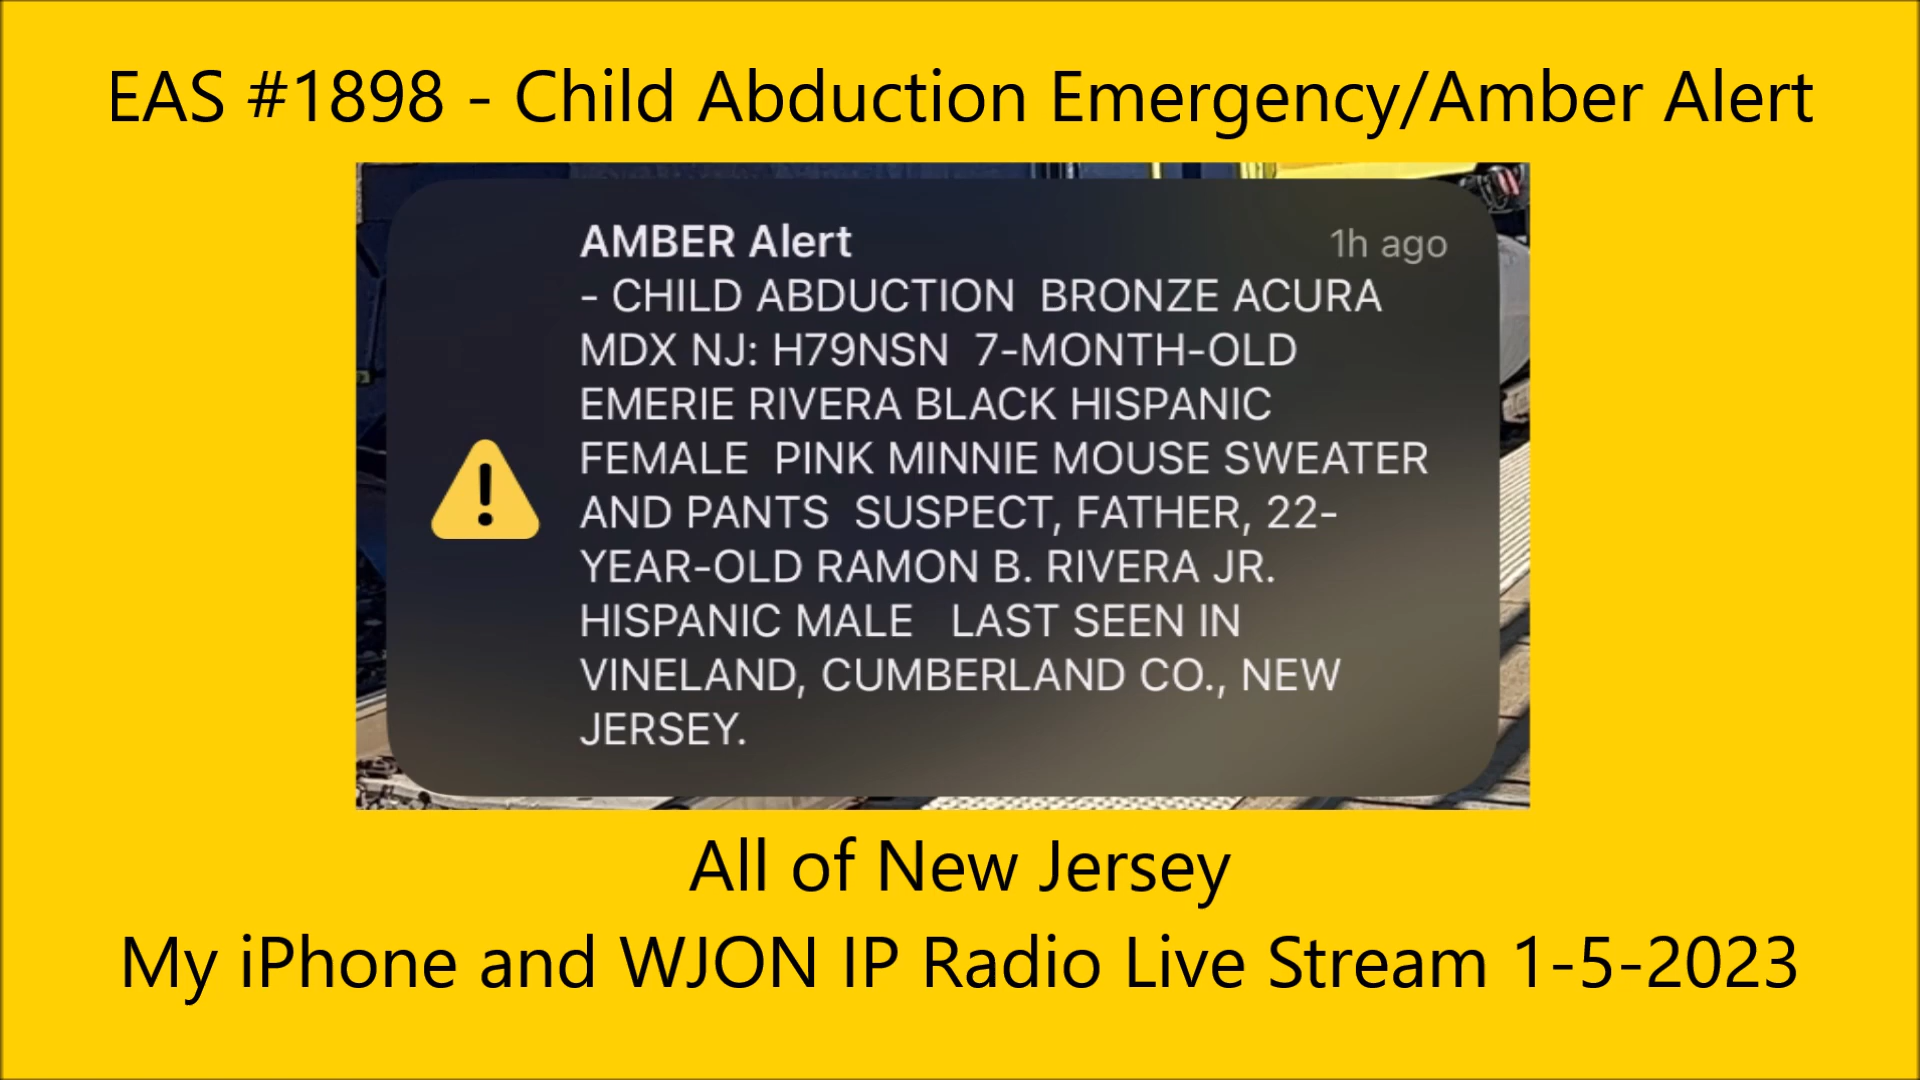 EAS #1898 - Child Abduction Emergency/Amber Alert
AMBER Alert 1h ago
- CHILD ABDUCTION  BRONZE ACURA
MDX NJ: H79NSN  7-MONTH-OLD
EMERIE RIVERA BLACK HISPANIC
FEMALE  PINK MINNIE MOUSE SWEATER
AND PANTS  SUSPECT, FATHER, 22-
YEAR-OLD RAMON B. RIVERA JR.
HISPANIC MALE   LAST SEEN IN
VINELAND, CUMBERLAND CO., NEW
JERSEY.
All of New Jersey
My iPhone and WJON IP Radio Live Stream 1-5-2023